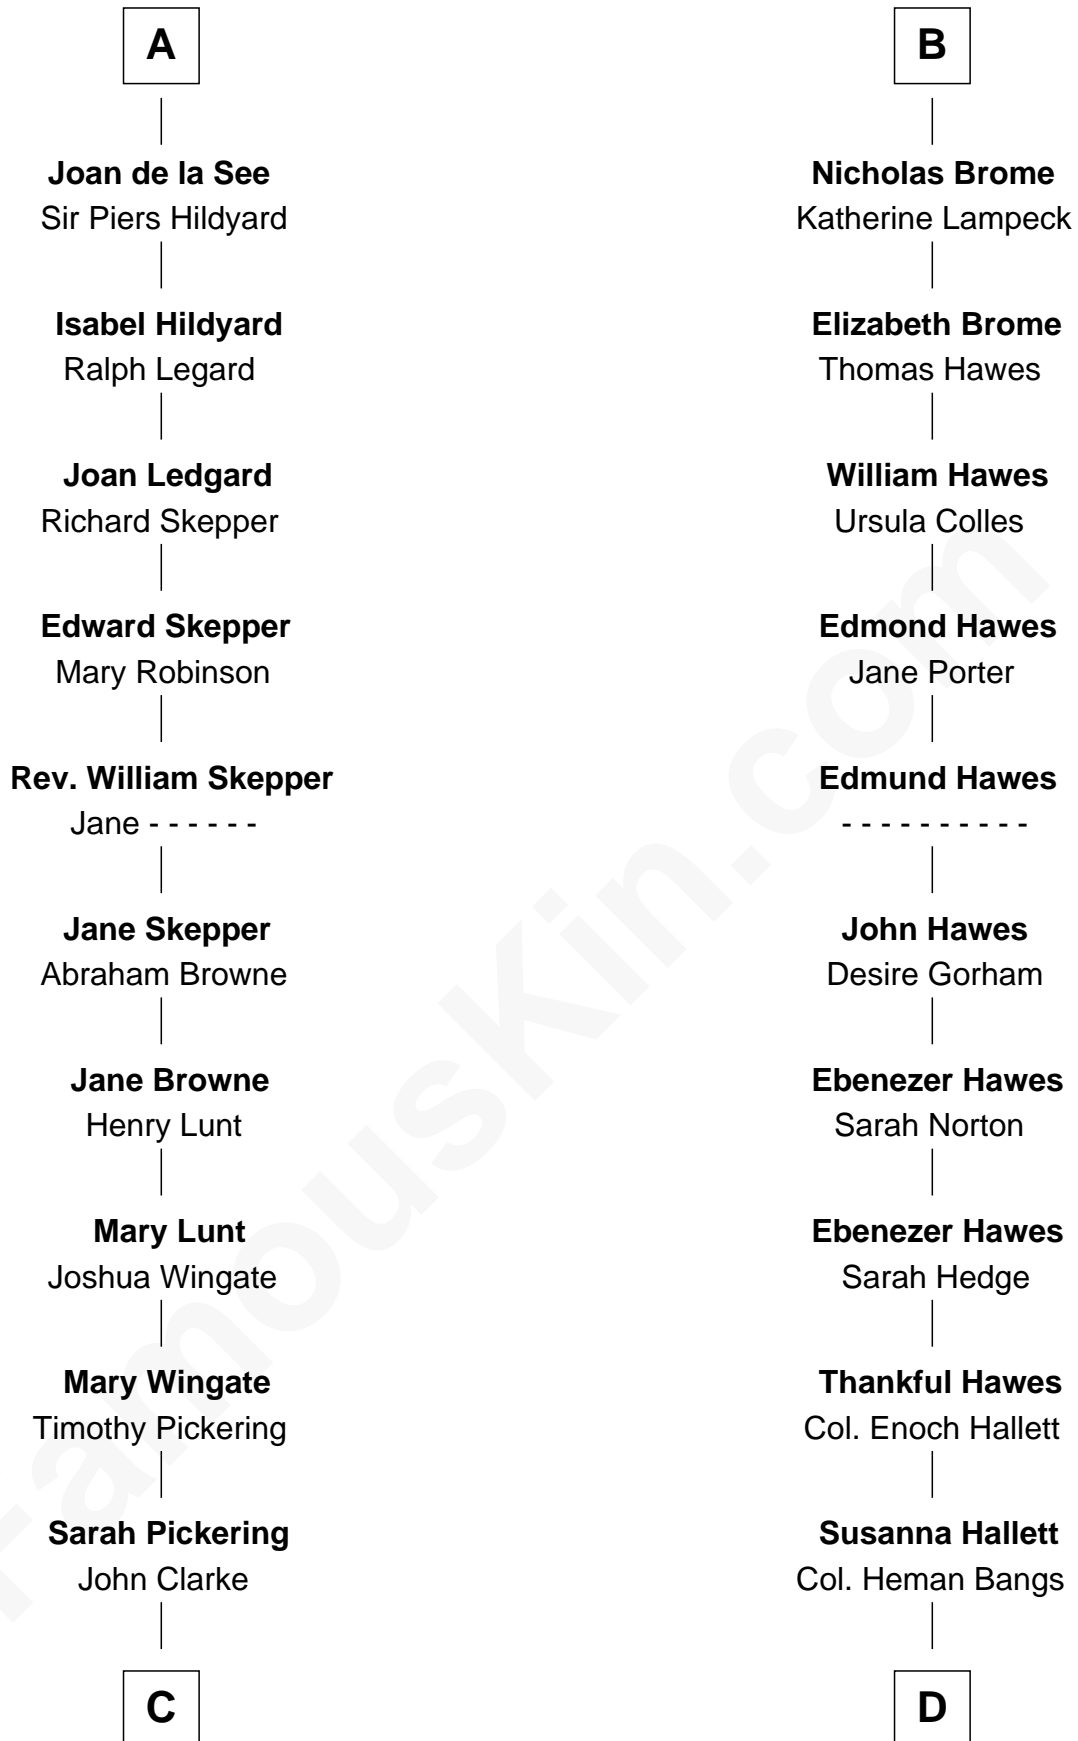 A
Joan de la See
Sir Piers Hildyard
Isabel Hildyard
Ralph Legard
Joan Ledgard
Richard Skepper
Edward Skepper
Mary Robinson
Rev. William Skepper
Jane - - - - - -
Jane Skepper
Abraham Browne
Jane Browne
Henry Lunt
Mary Lunt
Joshua Wingate
Mary Wingate
Timothy Pickering
Sarah Pickering
John Clarke
C
B
Nicholas Brome
Katherine Lampeck
Elizabeth Brome
Thomas Hawes
William Hawes
Ursula Colles
Edmond Hawes
Jane Porter
Edmund Hawes
- - - - - - - - - -
John Hawes
Desire Gorham
Ebenezer Hawes
Sarah Norton
Ebenezer Hawes
Sarah Hedge
Thankful Hawes
Col. Enoch Hallett
Susanna Hallett
Col. Heman Bangs
D
FamousKin.com